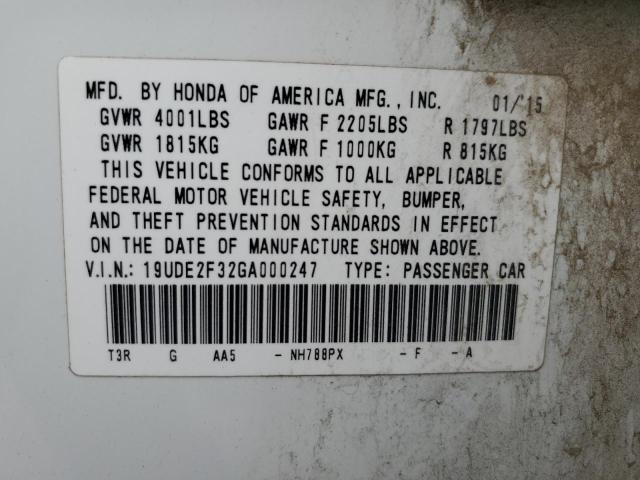 MFD. BY HONDA OF AMERICA MFG., INC. 01/15
GVWR 4001LBS GAWR F 2205LBS R 1797LBS
GVWR 1815KG GAWR F 1000KG R 815KG
THIS VEHICLE CONFORMS TO ALL APPLICABLE
FEDERAL MOTOR VEHICLE SAFETY, BUMPER,
AND THEFT PREVENTION STANDARDS IN EFFECT
ON THE DATE OF MANUFACTURE SHOWN ABOVE.
V.I.N.: 19UDE2F32GA000247 TYPE: PASSENGER CAR
T3R G AA5 - NH788PX - F - A